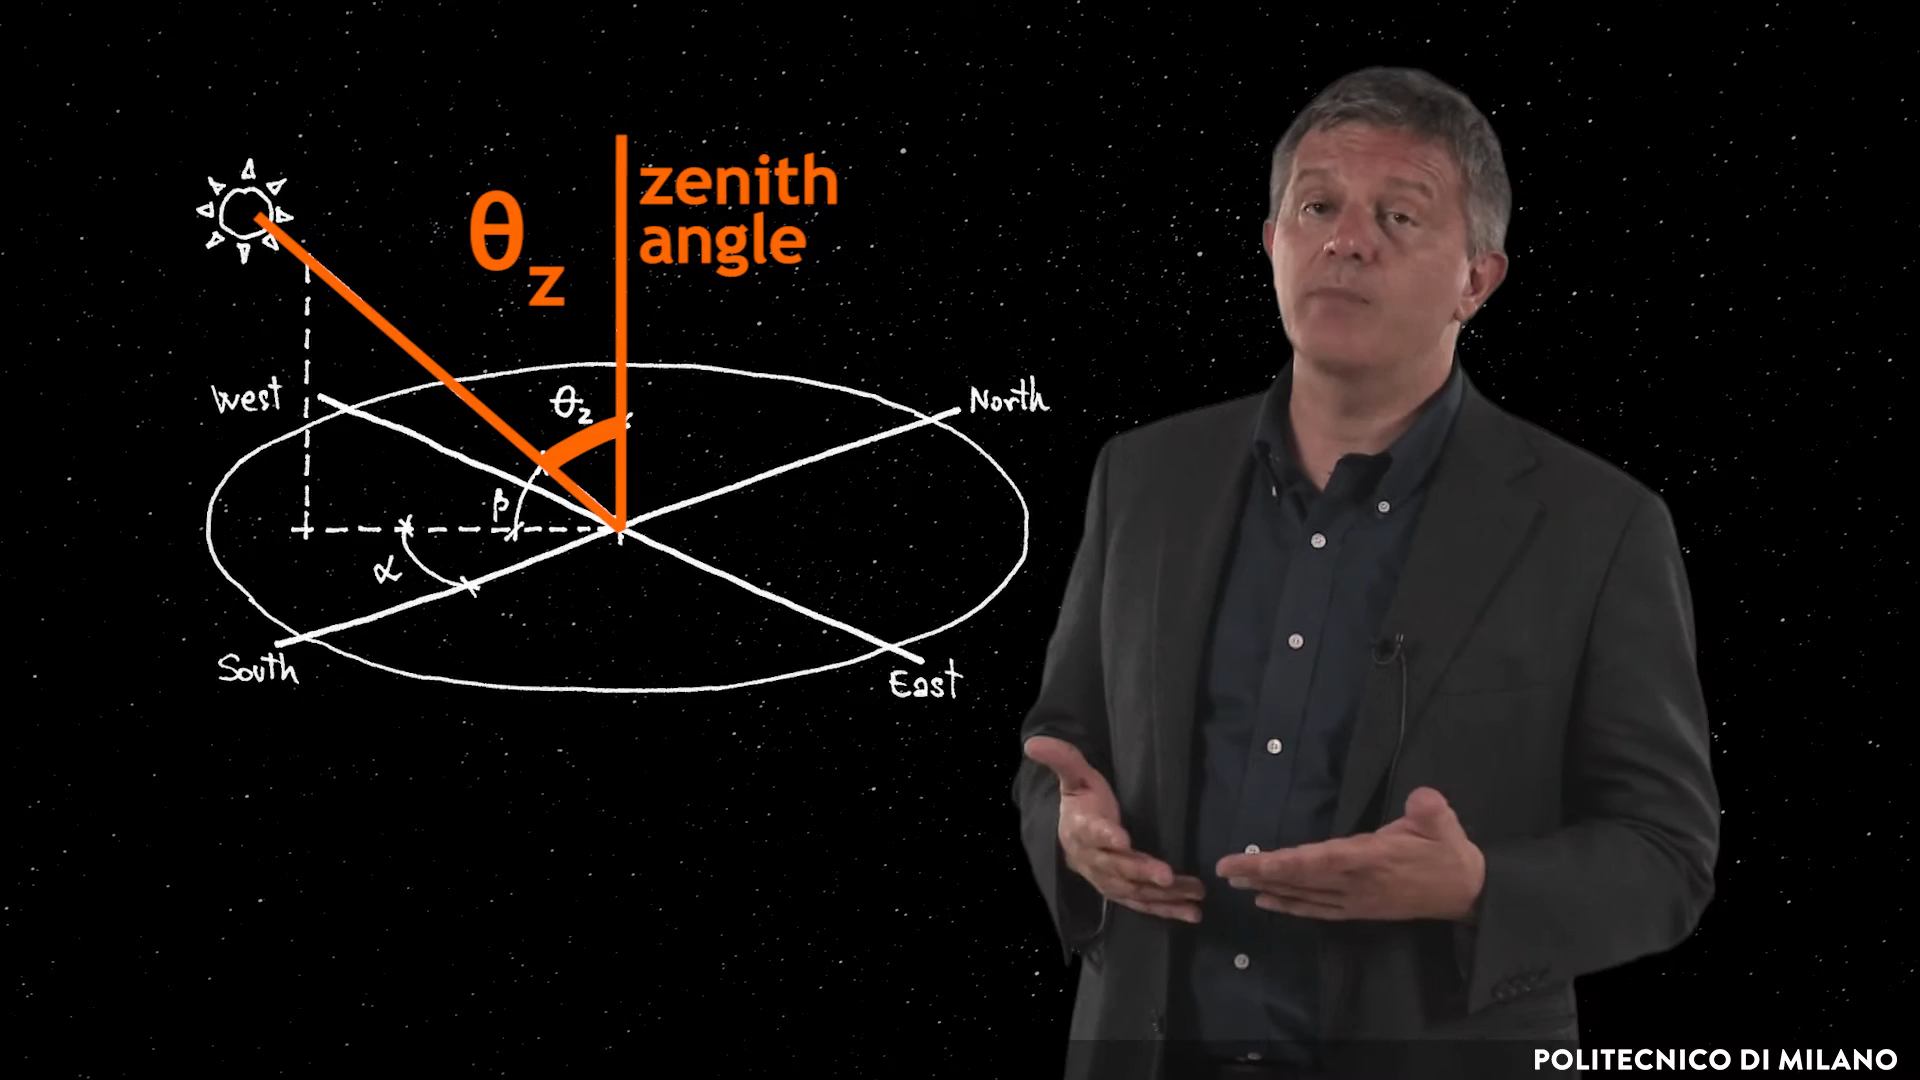 θz
zenith
angle
West
θz
North
β
α
South
East
POLITECNICO DI MILANO